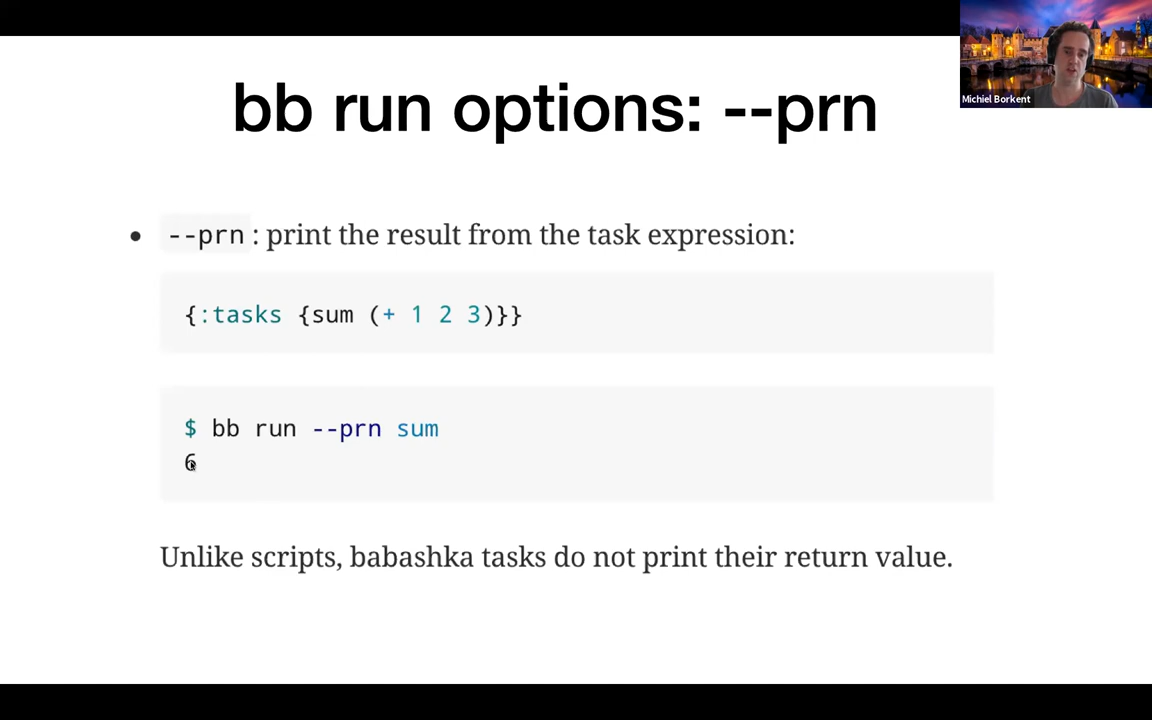 bb run options: --prn
Michiel Borkent
• --prn : print the result from the task expression:
{:tasks {sum (+ 1 2 3)}}
$ bb run --prn sum
6
Unlike scripts, babashka tasks do not print their return value.